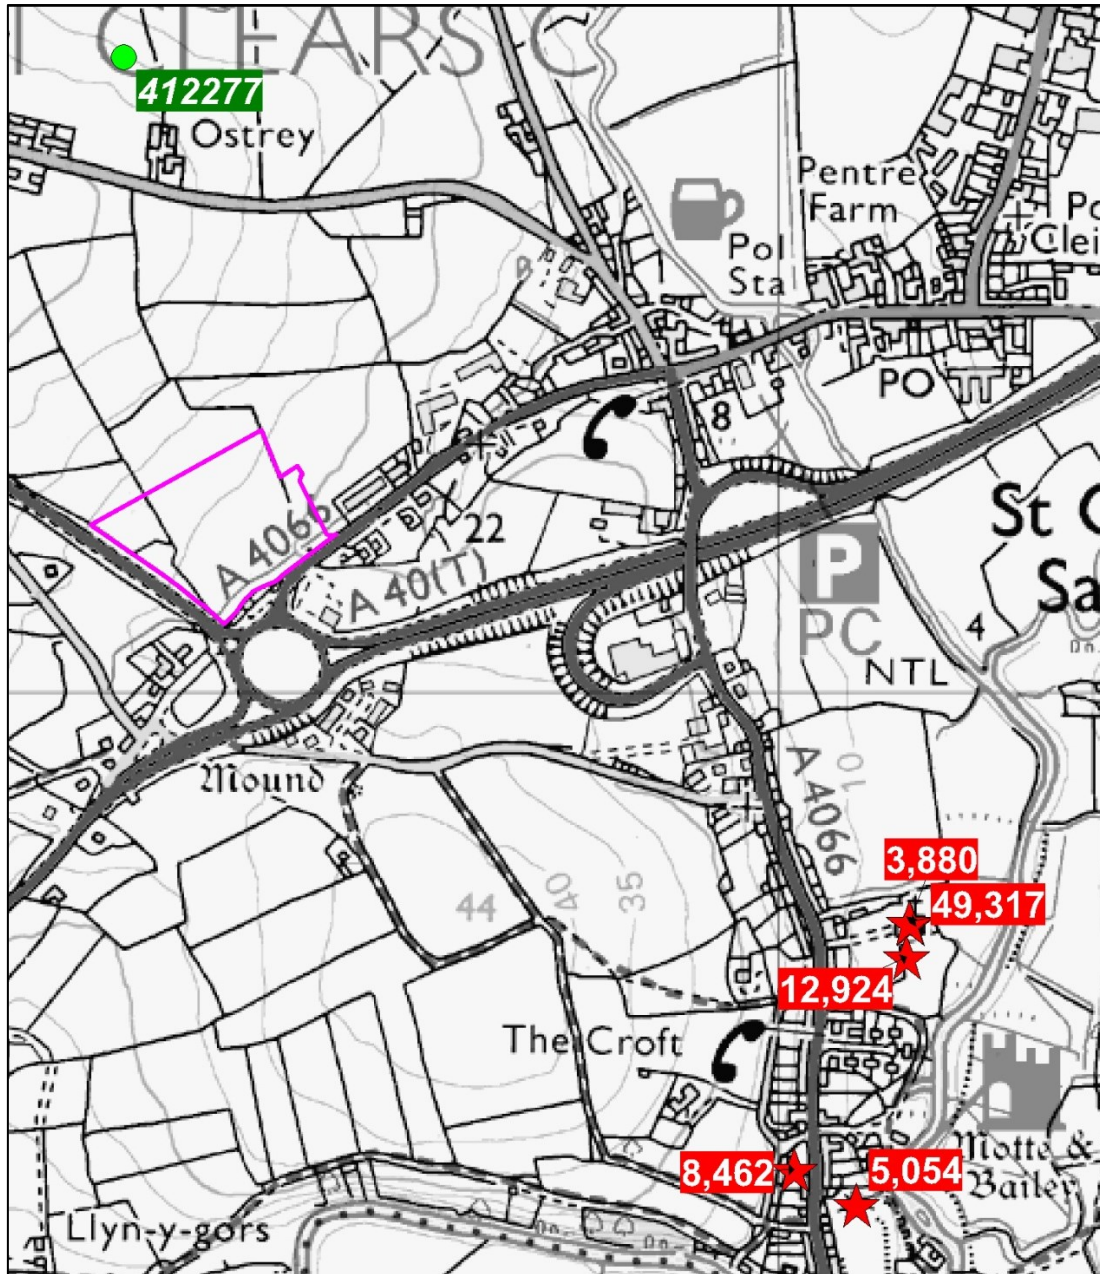 T CLEARS C
412277
Ostrey
Pentre
Farm
Pol
Sta
PO
8
A 4066
22
A 40(T)
P
PC
St C
Sa
4
NTL
Mound
A 4066
10
3,880
49,317
12,924
44
40
35
The Croft
Motte &
Bailey
8,462
5,054
Llyn-y-gors